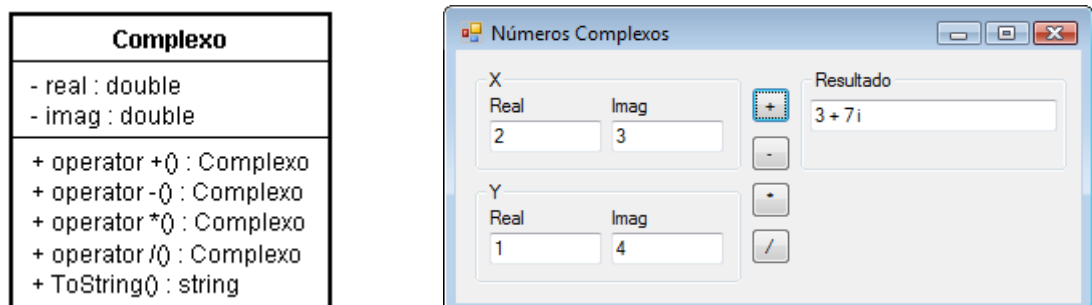 Complexo
- real : double
- imag : double
+ operator +() : Complexo
+ operator -() : Complexo
+ operator *() : Complexo
+ operator /() : Complexo
+ ToString() : string
Números Complexos
X
Real Imag
2 3
Y
Real Imag
1 4
+
-
*
/
Resultado
3 + 7 i